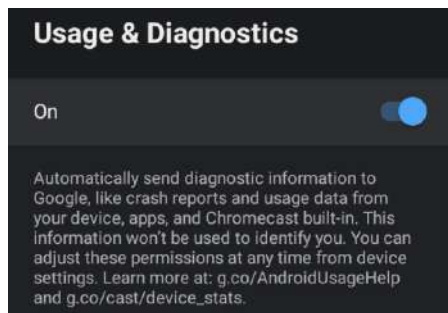 Usage & Diagnostics
On
Automatically send diagnostic information to
Google, like crash reports and usage data from
your device, apps, and Chromecast built-in. This
information won't be used to identify you. You can
adjust these permissions at any time from device
settings. Learn more at: g.co/AndroidUsageHelp
and g.co/cast/device_stats.